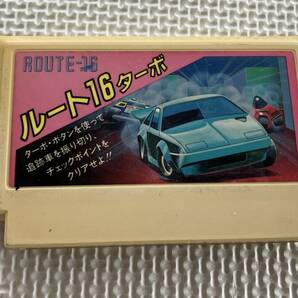 ROUTE-16
ルート16ターボ
ターボ・ボタンを使って
追跡車を振り切り、
チェックポイントを
クリアせよ!!